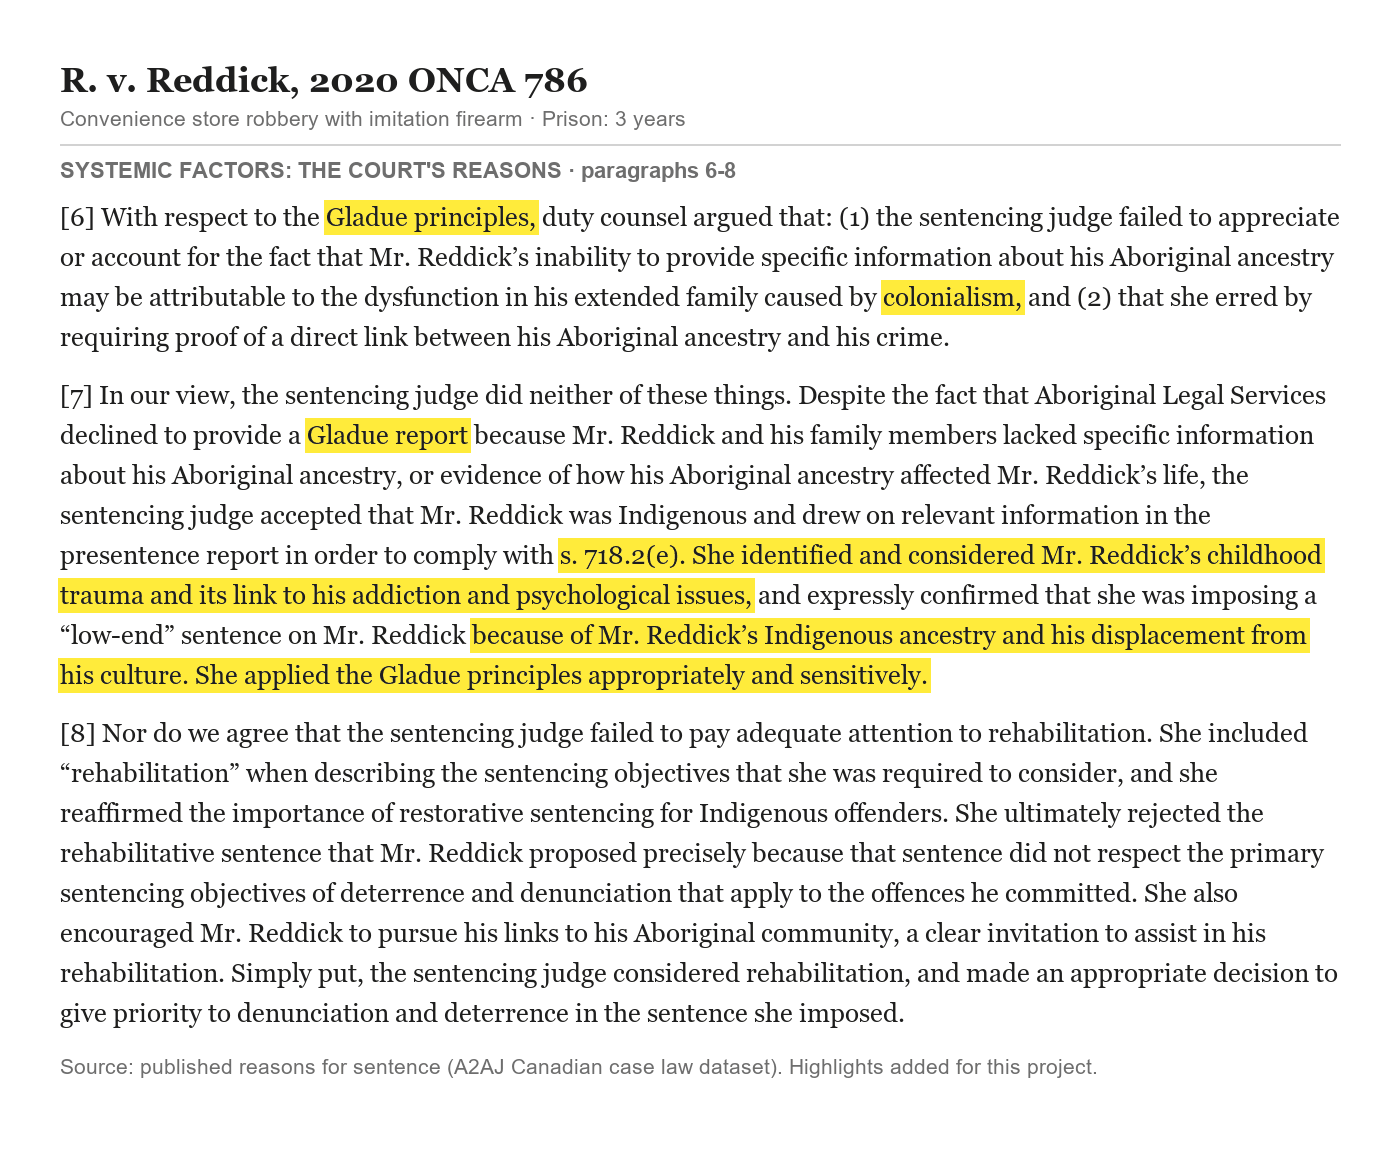 R. v. Reddick, 2020 ONCA 786
Convenience store robbery with imitation firearm · Prison: 3 years
SYSTEMIC FACTORS: THE COURT'S REASONS · paragraphs 6-8
[6] With respect to the Gladue principles, duty counsel argued that: (1) the sentencing judge failed to appreciate
or account for the fact that Mr. Reddick’s inability to provide specific information about his Aboriginal ancestry
may be attributable to the dysfunction in his extended family caused by colonialism, and (2) that she erred by
requiring proof of a direct link between his Aboriginal ancestry and his crime.
[7] In our view, the sentencing judge did neither of these things. Despite the fact that Aboriginal Legal Services
declined to provide a Gladue report because Mr. Reddick and his family members lacked specific information
about his Aboriginal ancestry, or evidence of how his Aboriginal ancestry affected Mr. Reddick’s life, the
sentencing judge accepted that Mr. Reddick was Indigenous and drew on relevant information in the
presentence report in order to comply with s. 718.2(e). She identified and considered Mr. Reddick’s childhood
trauma and its link to his addiction and psychological issues, and expressly confirmed that she was imposing a
“low-end” sentence on Mr. Reddick because of Mr. Reddick’s Indigenous ancestry and his displacement from
his culture. She applied the Gladue principles appropriately and sensitively.
[8] Nor do we agree that the sentencing judge failed to pay adequate attention to rehabilitation. She included
“rehabilitation” when describing the sentencing objectives that she was required to consider, and she
reaffirmed the importance of restorative sentencing for Indigenous offenders. She ultimately rejected the
rehabilitative sentence that Mr. Reddick proposed precisely because that sentence did not respect the primary
sentencing objectives of deterrence and denunciation that apply to the offences he committed. She also
encouraged Mr. Reddick to pursue his links to his Aboriginal community, a clear invitation to assist in his
rehabilitation. Simply put, the sentencing judge considered rehabilitation, and made an appropriate decision to
give priority to denunciation and deterrence in the sentence she imposed.
Source: published reasons for sentence (A2AJ Canadian case law dataset). Highlights added for this project.